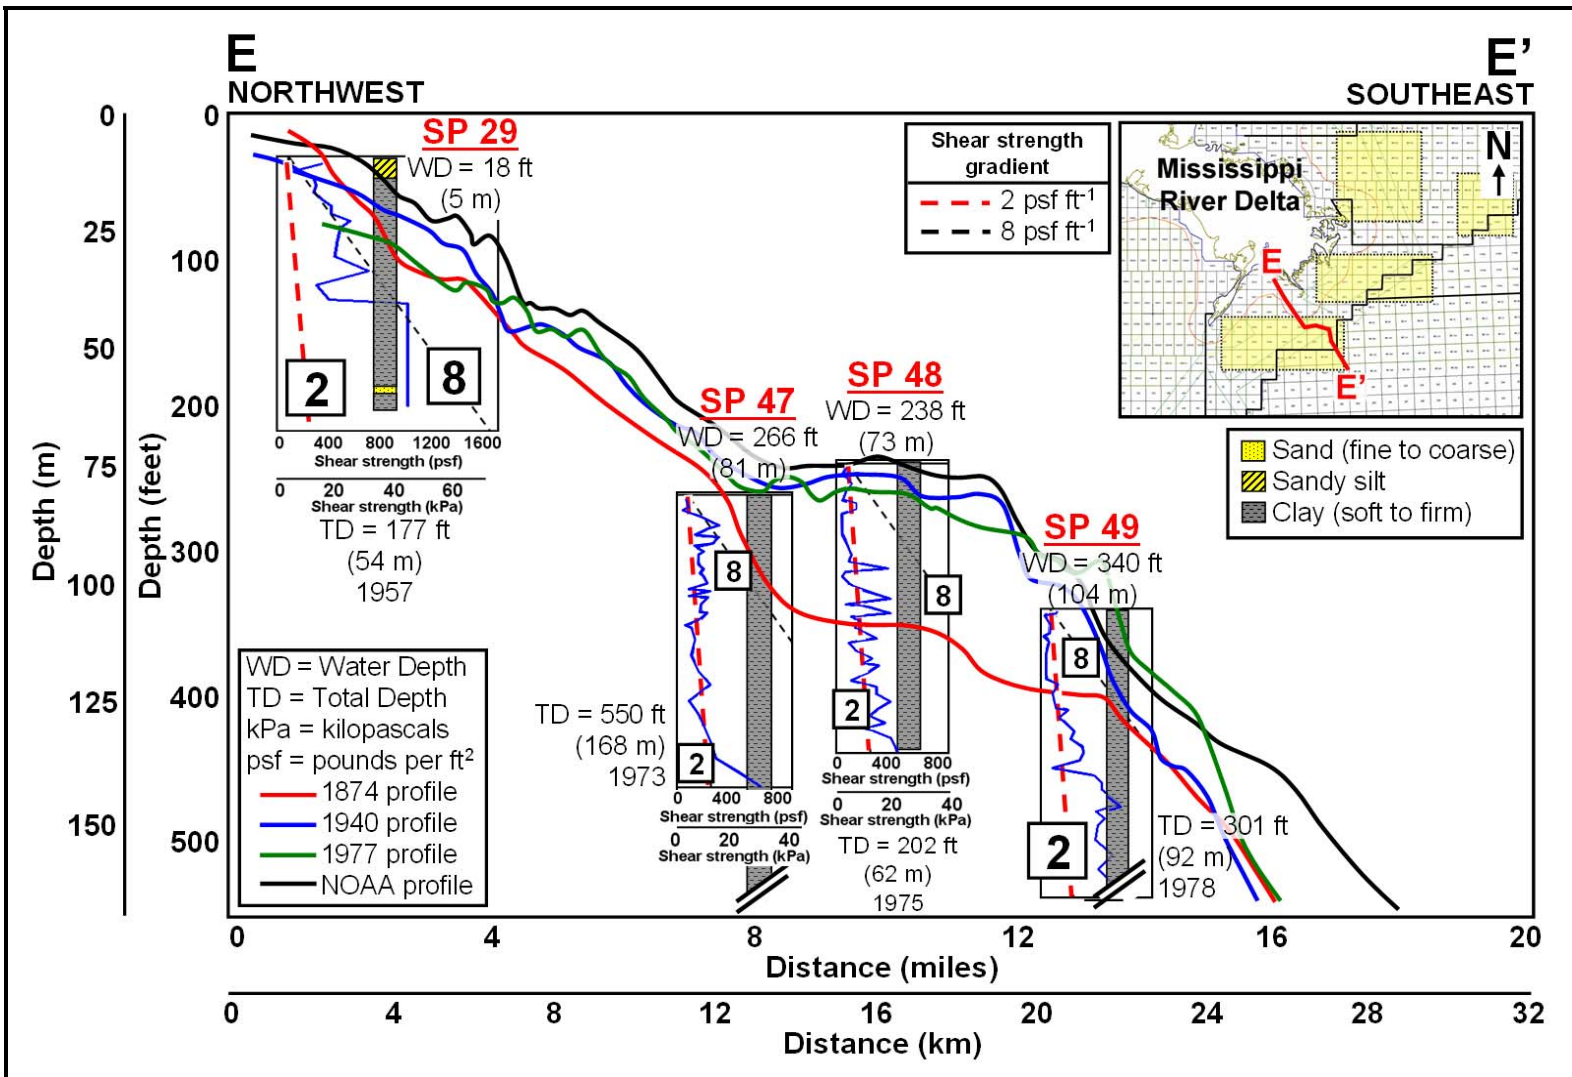 E
NORTHWEST
E’
SOUTHEAST
0
25
50
75
100
125
150
Depth (m)
0
100
200
300
400
500
Depth (feet)
SP 29
WD = 18 ft
(5 m)
2
8
0 400 800 1200 1600
Shear strength (psf)
0 20 40 60
Shear strength (kPa)
TD = 177 ft
(54 m)
1957
Shear strength
gradient
2 psf ft-1
8 psf ft-1
Mississippi
River Delta
N
E
E’
Sand (fine to coarse)
Sandy silt
Clay (soft to firm)
SP 47
WD = 266 ft
(81 m)
8
2
TD = 550 ft
(168 m)
1973
0 400 800
Shear strength (psf)
0 20 40
Shear strength (kPa)
SP 48
WD = 238 ft
(73 m)
8
2
0 400 800
Shear strength (psf)
0 20 40
Shear strength (kPa)
TD = 202 ft
(62 m)
1975
SP 49
WD = 340 ft
(104 m)
8
2
TD = 301 ft
(92 m)
1978
WD = Water Depth
TD = Total Depth
kPa = kilopascals
psf = pounds per ft2
1874 profile
1940 profile
1977 profile
NOAA profile
0 4 8 12 16 20
Distance (miles)
0 4 8 12 16 20 24 28 32
Distance (km)